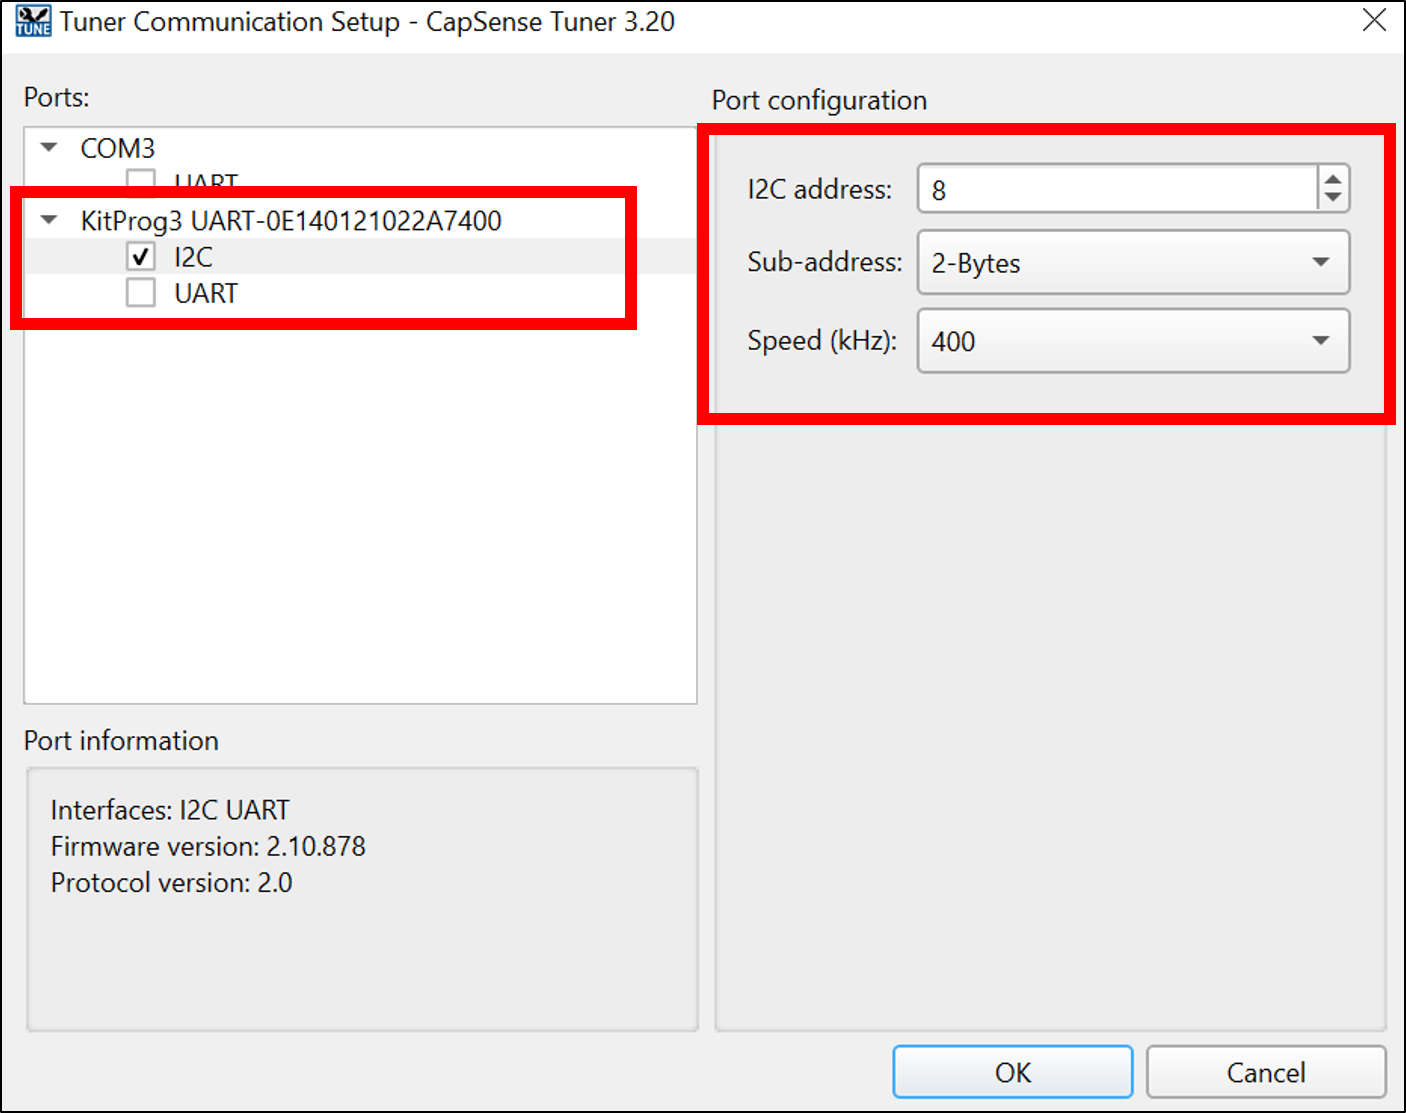 TUNE Tuner Communication Setup - CapSense Tuner 3.20
Ports:
COM3
UART
KitProg3 UART-0E140121022A7400
I2C
UART
Port configuration
I2C address: 8
Sub-address: 2-Bytes
Speed (kHz): 400
Port information
Interfaces: I2C UART
Firmware version: 2.10.878
Protocol version: 2.0
OK Cancel